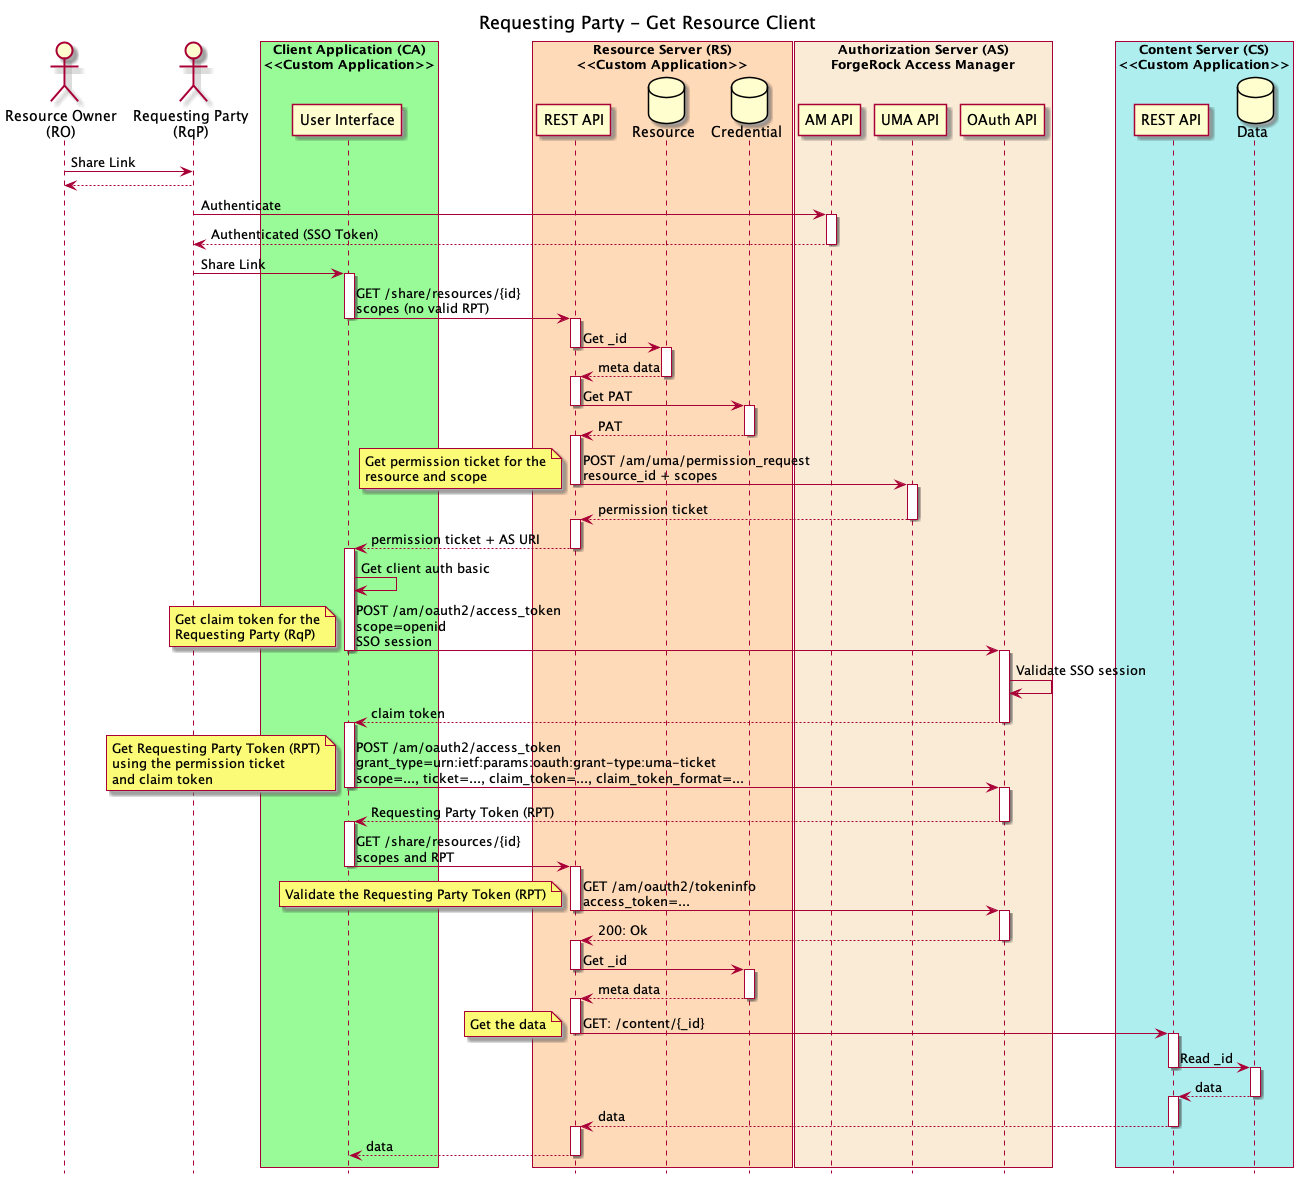 Requesting Party - Get Resource Client
Client Application (CA)
<<Custom Application>>
Resource Server (RS)
<<Custom Application>>
Authorization Server (AS)
ForgeRock Access Manager
Content Server (CS)
<<Custom Application>>
Resource Owner
(RO)
Requesting Party
(RqP)
User Interface
REST API
Resource
Credential
AM API
UMA API
OAuth API
REST API
Data
Share Link
Authenticate
Authenticated (SSO Token)
Share Link
GET /share/resources/{id}
scopes (no valid RPT)
Get _id
meta data
Get PAT
PAT
Get permission ticket for the
resource and scope
POST /am/uma/permission_request
resource_id + scopes
permission ticket
permission ticket + AS URI
Get client auth basic
Get claim token for the
Requesting Party (RqP)
POST /am/oauth2/access_token
scope=openid
SSO session
Validate SSO session
claim token
Get Requesting Party Token (RPT)
using the permission ticket
and claim token
POST /am/oauth2/access_token
grant_type=urn:ietf:params:oauth:grant-type:uma-ticket
scope=..., ticket=..., claim_token=..., claim_token_format=...
Requesting Party Token (RPT)
GET /share/resources/{id}
scopes and RPT
Validate the Requesting Party Token (RPT)
GET /am/oauth2/tokeninfo
access_token=...
200: Ok
Get _id
meta data
Get the data
GET: /content/{_id}
Read _id
data
data
data